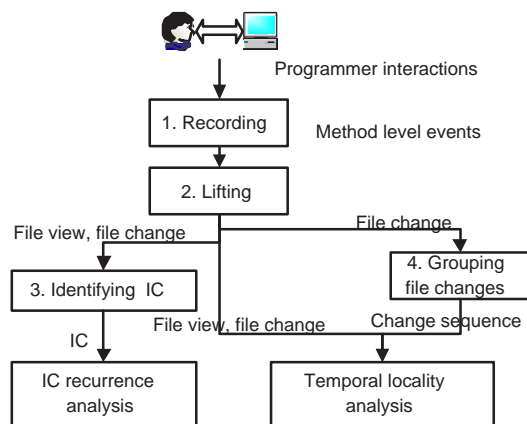 Programmer interactions
1. Recording
Method level events
2. Lifting
File change
File view, file change
3. Identifying IC
4. Grouping
file changes
IC
File view, file change
Change sequence
IC recurrence
analysis
Temporal locality
analysis